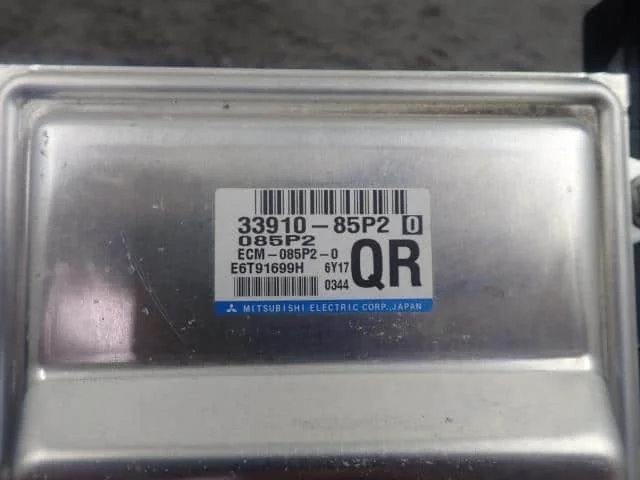 33910-85P2 0
085P2
ECM-085P2-0
E6T91699H 6Y17 QR
0344
MITSUBISHI ELECTRIC CORP., JAPAN